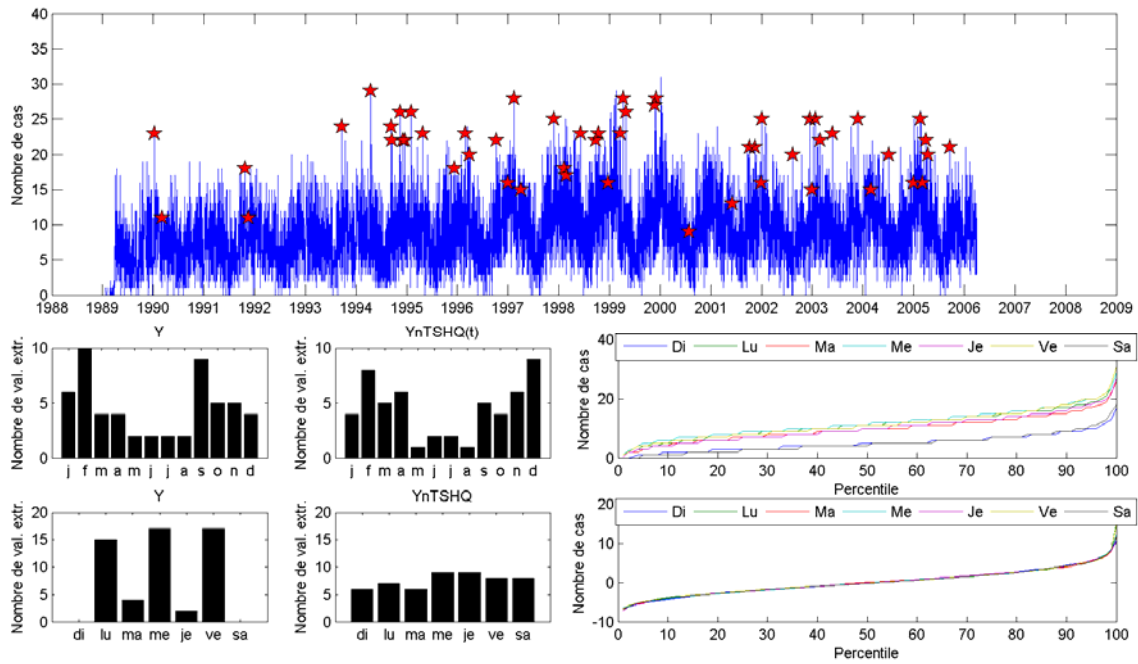 Nombre de cas
40
35
30
25
20
15
10
5
0
1988 1989 1990 1991 1992 1993 1994 1995 1996 1997 1998 1999 2000 2001 2002 2003 2004 2005 2006 2007 2008 2009
Y
Nombre de val. extr.
10
5
0
j f m a m j j a s o n d
YnTSHQ(t)
Nombre de val. extr.
10
5
0
j f m a m j j a s o n d
Nombre de cas
40
20
0
Di Lu Ma Me Je Ve Sa
0 10 20 30 40 50 60 70 80 90 100
Percentile
Y
Nombre de val. extr.
20
15
10
5
0
di lu ma me je ve sa
YnTSHQ
Nombre de val. extr.
20
15
10
5
0
di lu ma me je ve sa
Nombre de cas
20
10
0
-10
Di Lu Ma Me Je Ve Sa
0 10 20 30 40 50 60 70 80 90 100
Percentile